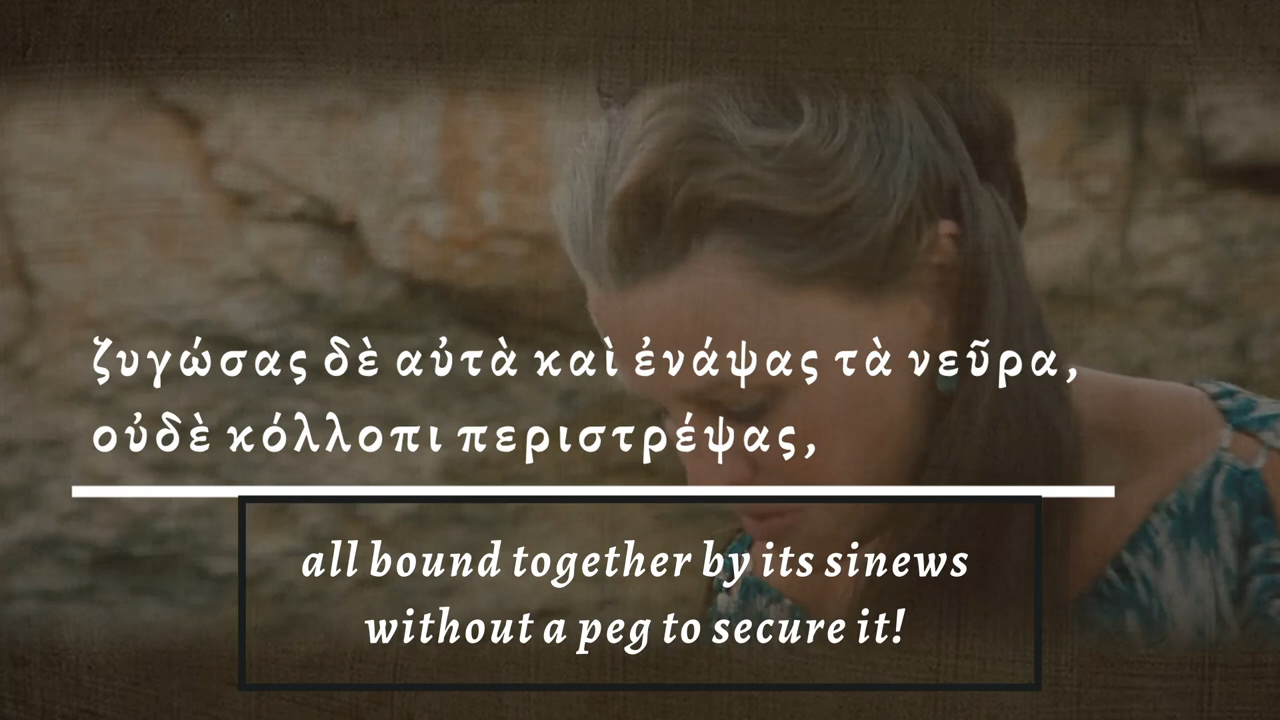 ζυγώσας δὲ αὐτὰ καὶ ἐνάψας τὰ νεῦρα,
οὐδὲ κόλλοπι περιστρέψας,
all bound together by its sinews
without a peg to secure it!